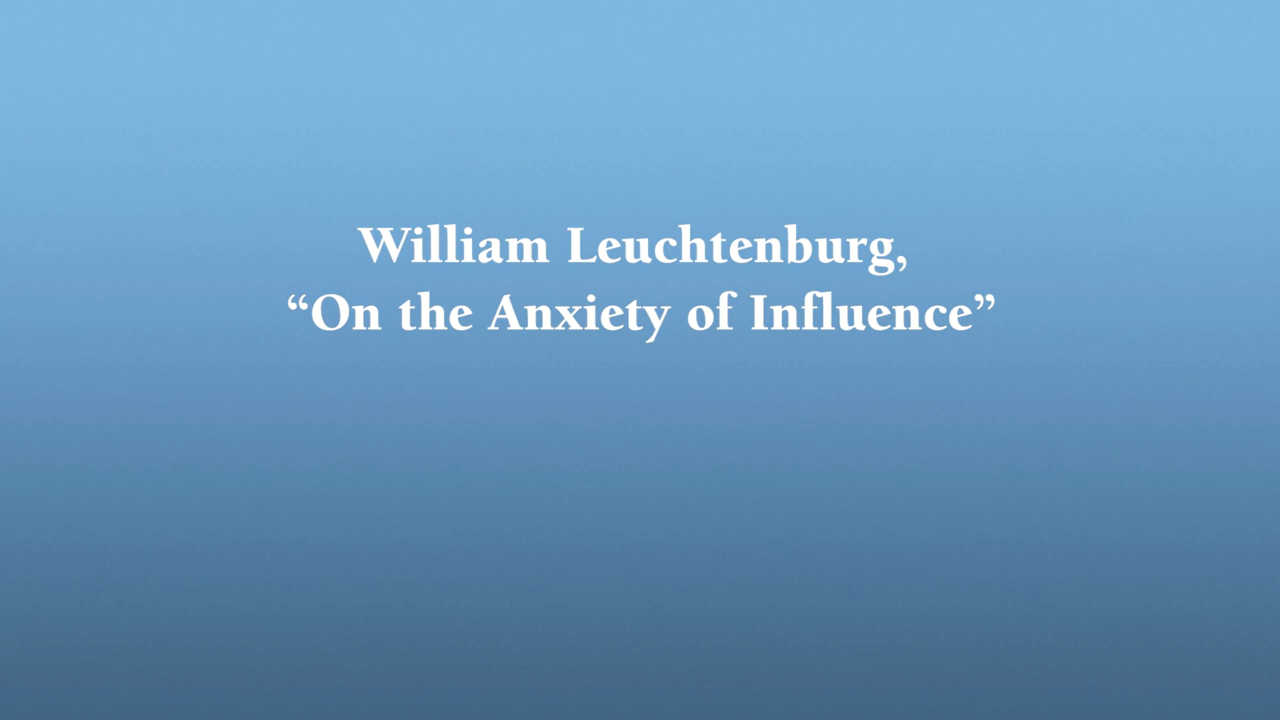 William Leuchtenburg,
“On the Anxiety of Influence”